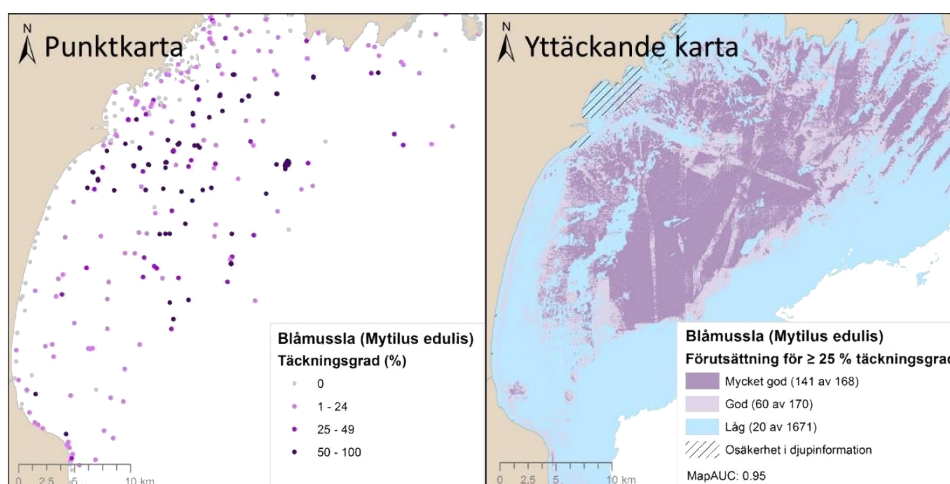 N
Punktkarta
Blåmussla (Mytilus edulis)
Täckningsgrad (%)
0
1 - 24
25 - 49
50 - 100
0 2.5 5 10 km
N
Yttäckande karta
Blåmussla (Mytilus edulis)
Förutsättning för ≥ 25 % täckningsgrad
Mycket god (141 av 168)
God (60 av 170)
Låg (20 av 1671)
Osäkerhet i djupinformation
MapAUC: 0.95
0 2.5 5 10 km